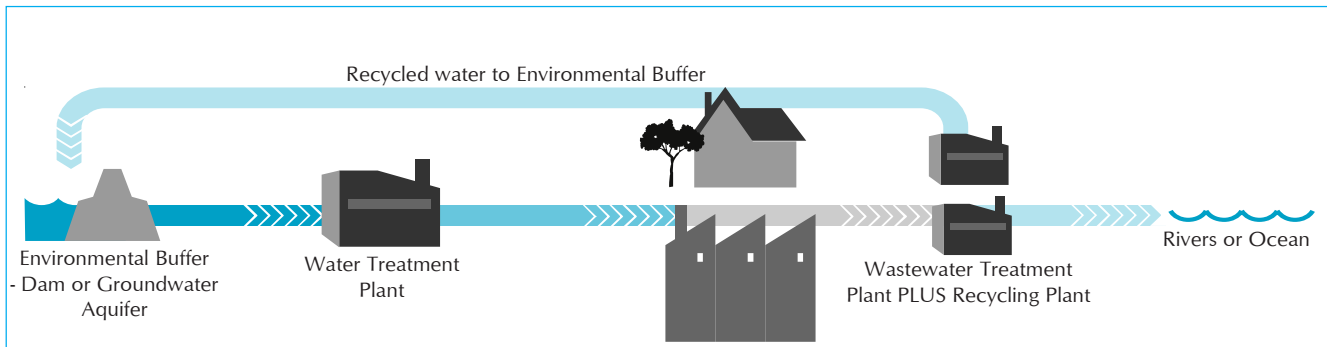 Recycled water to Environmental Buffer
Environmental Buffer
- Dam or Groundwater
Aquifer
Water Treatment
Plant
Wastewater Treatment
Plant PLUS Recycling Plant
Rivers or Ocean